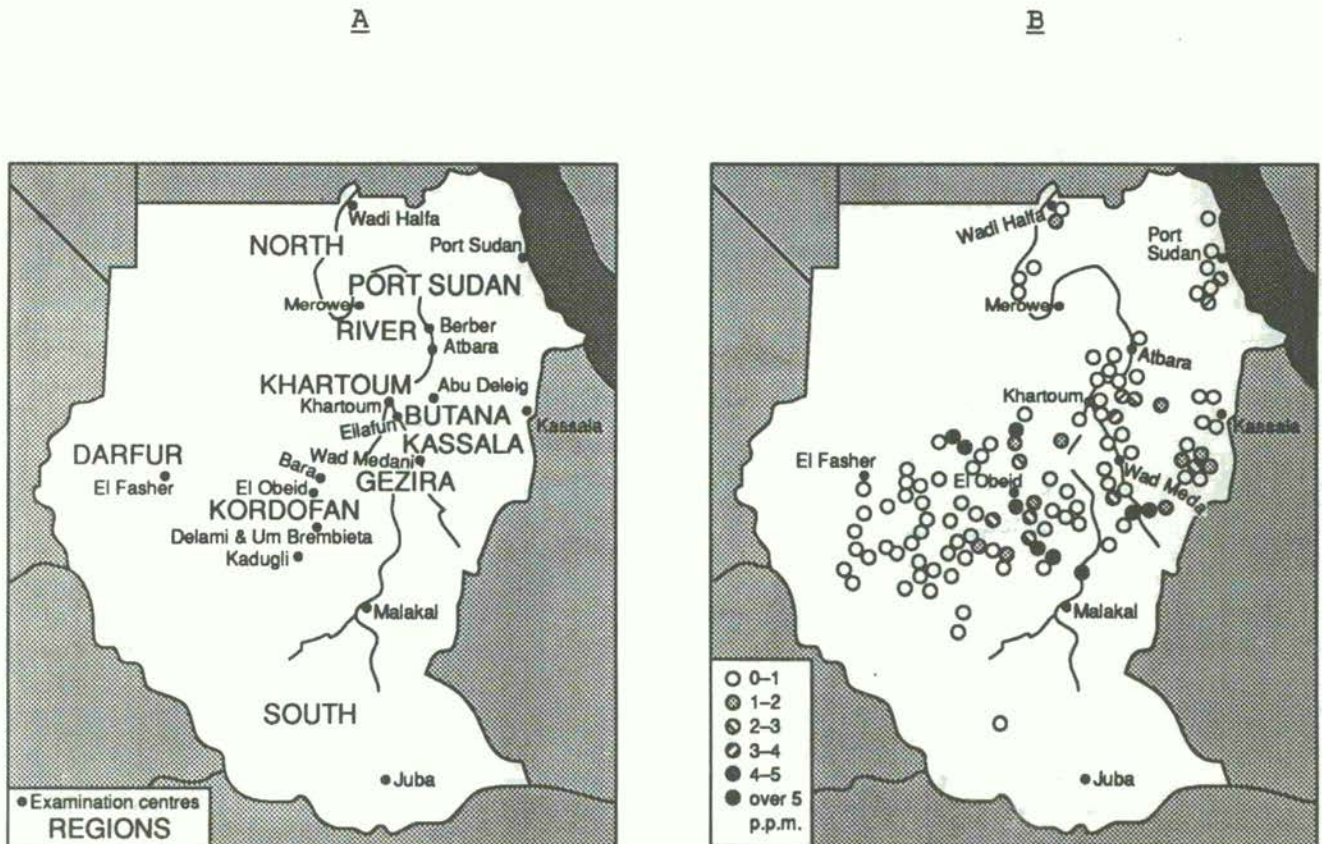 A
Wadi Halfa
NORTH
Port Sudan
PORT SUDAN
Merowe
RIVER
Berber
Atbara
KHARTOUM
Abu Deleig
Khartoum
BUTANA
Eilafun
Kassala
KASSALA
DARFUR
Wad Medani
El Fasher
Bara
GEZIRA
El Obeid
KORDOFAN
Delami & Um Brembieta
Kadugli
Malakal
SOUTH
Juba
Examination centres
REGIONS
B
Wadi Halfa
Port
Sudan
Merowe
Atbara
Khartoum
Kassala
El Fasher
Wad Meda
El Obeid
Malakal
0–1
1–2
2–3
3–4
4–5
over 5
p.p.m.
Juba